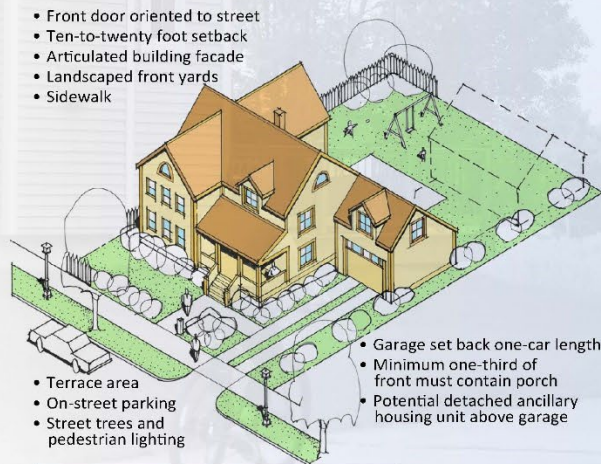 • Front door oriented to street
• Ten-to-twenty foot setback
• Articulated building facade
• Landscaped front yards
• Sidewalk
• Garage set back one-car length
• Minimum one-third of
front must contain porch
• Potential detached ancillary
housing unit above garage
• Terrace area
• On-street parking
• Street trees and
pedestrian lighting